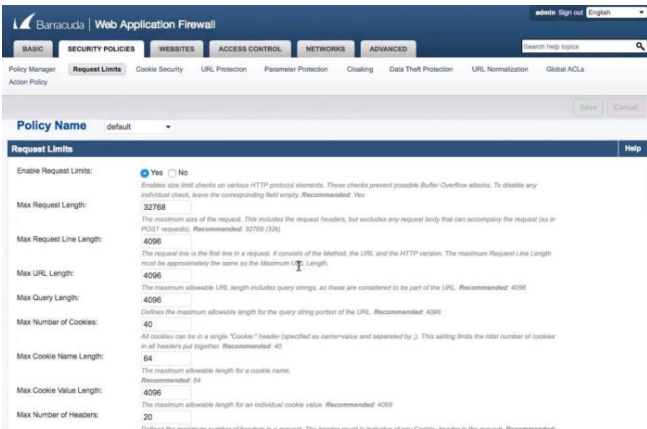 admin Sign out English
Barracuda | Web Application Firewall
BASIC SECURITY POLICIES WEBSITES ACCESS CONTROL NETWORKS ADVANCED Search help topics
Policy Manager Request Limits Cookie Security URL Protection Parameter Protection Cloaking Data Theft Protection URL Normalization Global ACLs
Action Policy
Save Cancel
Policy Name default
Request Limits Help
Enable Request Limits: Yes No
Enables size limit checks on various HTTP protocol elements. These checks prevent possible Buffer Overflow attacks. To disable any
individual check, leave the corresponding field empty. Recommended: Yes
Max Request Length: 32768
The maximum size of the request. This includes the request headers, but excludes any request body that can accompany the request (as in
POST requests). Recommended: 32768 (32k)
Max Request Line Length: 4096
The request line is the first line in a request. It consists of the Method, the URL and the HTTP version. The maximum Request Line Length
must be approximately the same as the Maximum URL Length.
Max URL Length: 4096
The maximum allowable URL length includes query strings, as these are considered to be part of the URL. Recommended: 4096
Max Query Length: 4096
Defines the maximum allowable length for the query string portion of the URL. Recommended: 4096
Max Number of Cookies: 40
All cookies can be in a single "Cookie:" header (specified as name=value and separated by ;). This setting limits the total number of cookies
in all headers put together. Recommended: 40
Max Cookie Name Length: 64
The maximum allowable length for a cookie name.
Recommended: 64
Max Cookie Value Length: 4096
The maximum allowable length for an individual cookie value. Recommended: 4096
Max Number of Headers: 20